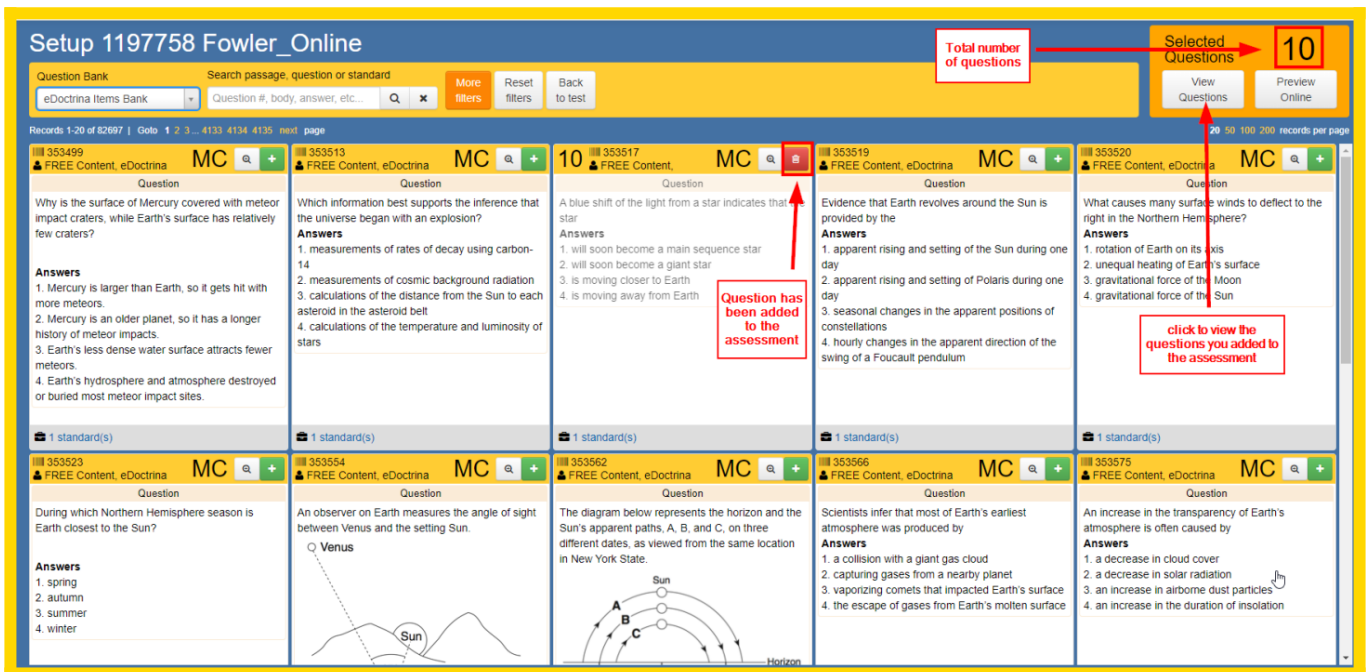 Setup 1197758 Fowler_Online
Total number
of questions
Selected
Questions
10
Question Bank
Search passage, question or standard
eDoctrina Items Bank
Question #, body, answer, etc...
More
filters
Reset
filters
Back
to test
View
Questions
Preview
Online
Records 1-20 of 82697 | Goto 1 2 3 ... 4133 4134 4135 next page
20 50 100 200 records per page
353499
FREE Content, eDoctrina
MC
Question
Why is the surface of Mercury covered with meteor
impact craters, while Earth's surface has relatively
few craters?
Answers
1. Mercury is larger than Earth, so it gets hit with
more meteors.
2. Mercury is an older planet, so it has a longer
history of meteor impacts.
3. Earth's less dense water surface attracts fewer
meteors.
4. Earth's hydrosphere and atmosphere destroyed
or buried most meteor impact sites.
1 standard(s)
353513
FREE Content, eDoctrina
MC
Question
Which information best supports the inference that
the universe began with an explosion?
Answers
1. measurements of rates of decay using carbon-
14
2. measurements of cosmic background radiation
3. calculations of the distance from the Sun to each
asteroid in the asteroid belt
4. calculations of the temperature and luminosity of
stars
1 standard(s)
10
353517
FREE Content,
MC
Question
A blue shift of the light from a star indicates that the
star
Answers
1. will soon become a main sequence star
2. will soon become a giant star
3. is moving closer to Earth
4. is moving away from Earth
Question has
been added
to the
assessment
1 standard(s)
353519
FREE Content, eDoctrina
MC
Question
Evidence that Earth revolves around the Sun is
provided by the
Answers
1. apparent rising and setting of the Sun during one
day
2. apparent rising and setting of Polaris during one
day
3. seasonal changes in the apparent positions of
constellations
4. hourly changes in the apparent direction of the
swing of a Foucault pendulum
1 standard(s)
353520
FREE Content, eDoctrina
MC
Question
What causes many surface winds to deflect to the
right in the Northern Hemisphere?
Answers
1. rotation of Earth on its axis
2. unequal heating of Earth's surface
3. gravitational force of the Moon
4. gravitational force of the Sun
click to view the
questions you added to
the assessment
1 standard(s)
353523
FREE Content, eDoctrina
MC
Question
During which Northern Hemisphere season is
Earth closest to the Sun?
Answers
1. spring
2. autumn
3. summer
4. winter
353554
FREE Content, eDoctrina
MC
Question
An observer on Earth measures the angle of sight
between Venus and the setting Sun.
Venus
Sun
353562
FREE Content, eDoctrina
MC
Question
The diagram below represents the horizon and the
Sun's apparent paths, A, B, and C, on three
different dates, as viewed from the same location
in New York State.
Sun
A
B
C
Horizon
353566
FREE Content, eDoctrina
MC
Question
Scientists infer that most of Earth's earliest
atmosphere was produced by
Answers
1. a collision with a giant gas cloud
2. capturing gases from a nearby planet
3. vaporizing comets that impacted Earth's surface
4. the escape of gases from Earth's molten surface
353575
FREE Content, eDoctrina
MC
Question
An increase in the transparency of Earth's
atmosphere is often caused by
Answers
1. a decrease in cloud cover
2. a decrease in solar radiation
3. an increase in airborne dust particles
4. an increase in the duration of insolation